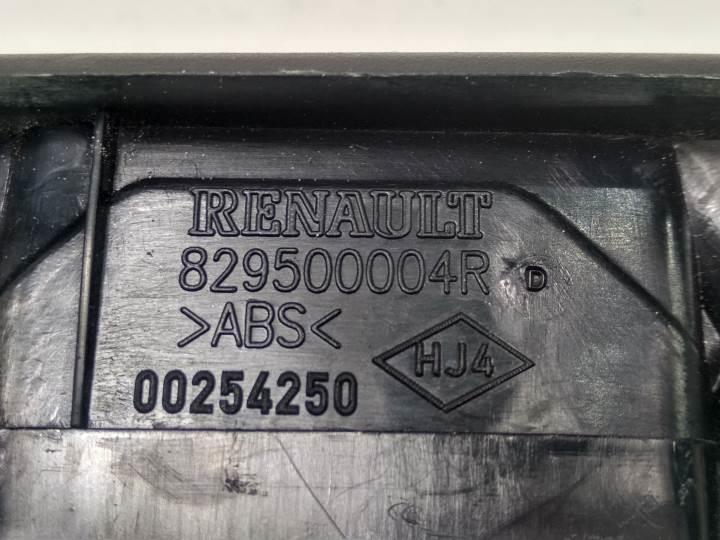 RENAULT
829500004R D
>ABS<
HJ4
00254250